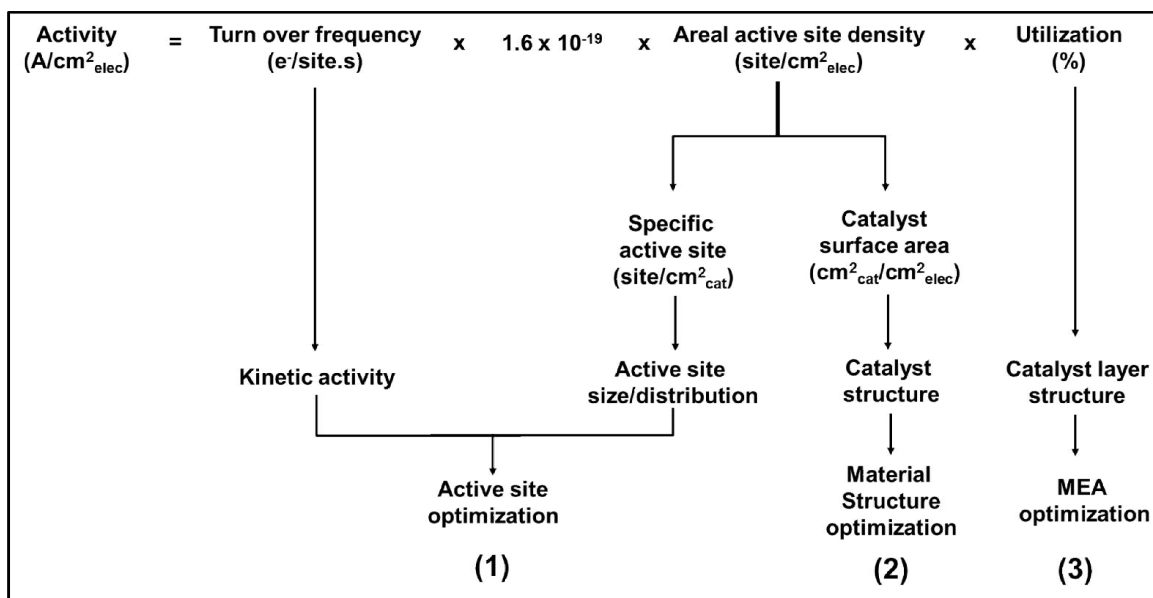 Activity = Turn over frequency x 1.6 x 10⁻¹⁹ x Areal active site density x Utilization
(A/cm²elec) (e⁻/site.s) (site/cm²elec) (%)
Specific
active site
(site/cm²cat)
Catalyst
surface area
(cm²cat/cm²elec)
Kinetic activity
Active site
size/distribution
Catalyst
structure
Catalyst layer
structure
Active site
optimization
Material
Structure
optimization
MEA
optimization
(1) (2) (3)